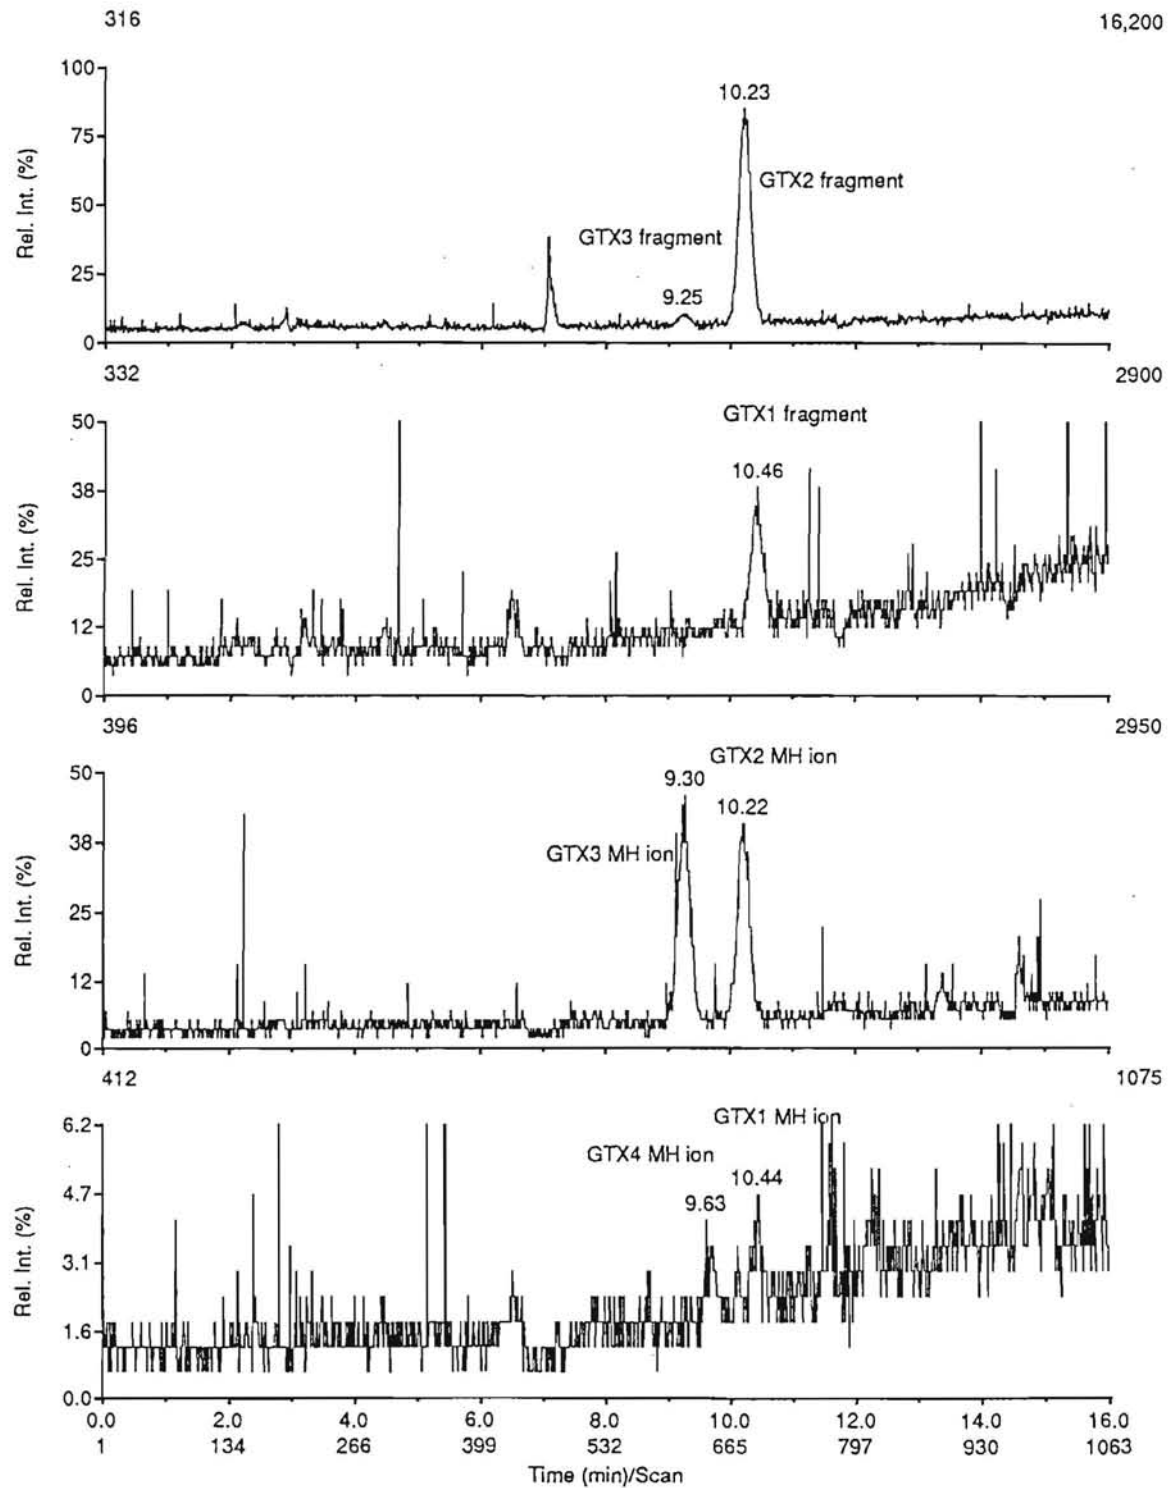 316 16,200
100
10.23
75
GTX2 fragment
Rel. Int. (%)
50
GTX3 fragment
25
9.25
0
332 2900
50
GTX1 fragment
38
10.46
Rel. Int. (%)
25
12
0
396 2950
GTX2 MH ion
50
9.30
10.22
38
GTX3 MH ion
Rel. Int. (%)
25
12
0
412 1075
6.2
GTX1 MH ion
GTX4 MH ion
4.7
10.44
9.63
Rel. Int. (%)
3.1
1.6
0.0
0.0 2.0 4.0 6.0 8.0 10.0 12.0 14.0 16.0
1 134 266 399 532 665 797 930 1063
Time (min)/Scan